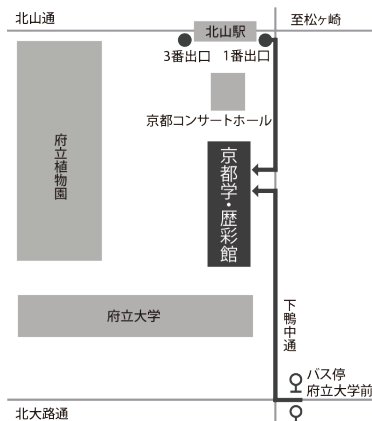 北山通
北山駅
至松ヶ崎
3番出口
1番出口
京都コンサートホール
府立植物園
京都学・歴彩館
府立大学
下鴨中通
バス停
府立大学前
北大路通